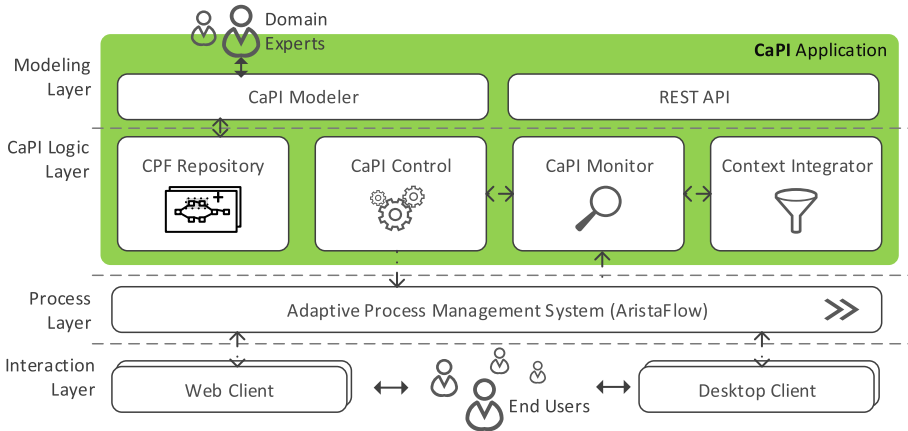 Domain
Experts
CaPI Application
Modeling
Layer
CaPI Modeler
REST API
CaPI Logic
Layer
CPF Repository
CaPI Control
CaPI Monitor
Context Integrator
Process
Layer
Adaptive Process Management System (AristaFlow)
Interaction
Layer
Web Client
End Users
Desktop Client